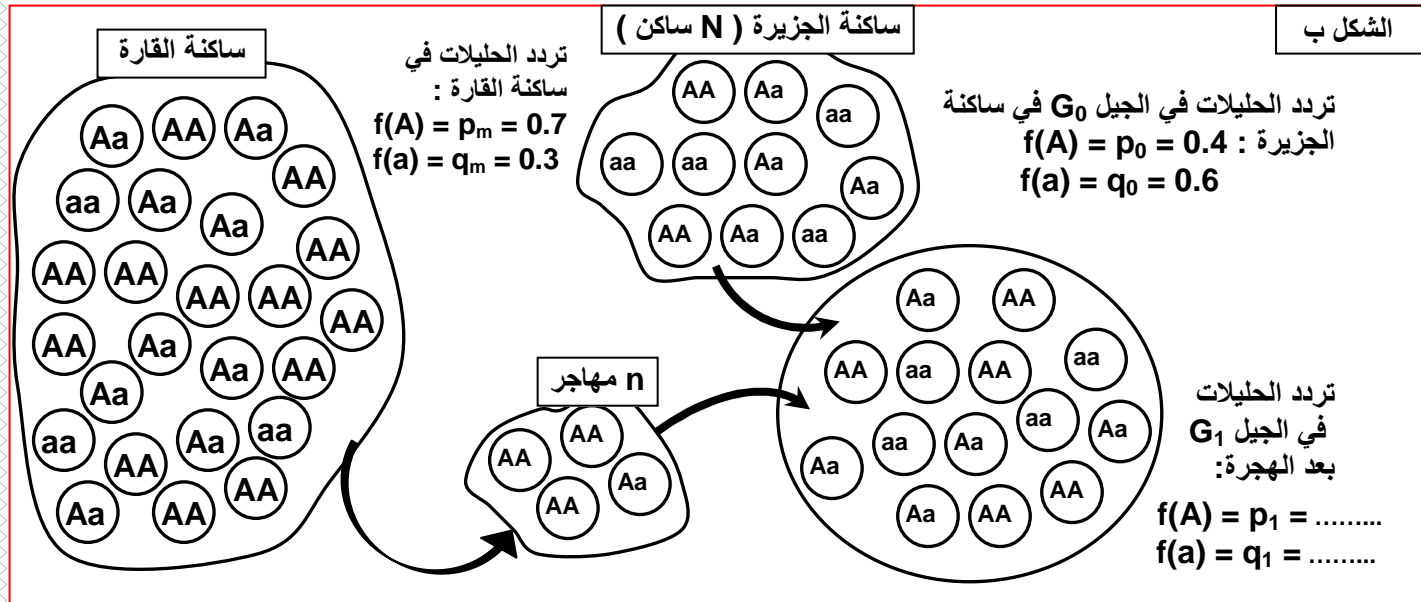 الشكل ب
ساكنة الجزيرة ( N ساكن )
ساكنة القارة
تردد الحليلات في
ساكنة القارة :
f(A) = pm = 0.7
f(a) = qm = 0.3
تردد الحليلات في الجيل G0 في ساكنة
الجزيرة : f(A) = p0 = 0.4
f(a) = q0 = 0.6
Aa AA Aa
AA
aa Aa
Aa
AA
AA AA
AA AA
AA
AA Aa
Aa AA
Aa
aa
aa
Aa
AA
AA
Aa AA
AA Aa
aa
aa aa Aa
Aa
AA Aa aa
n مهاجر
AA
AA
Aa
AA
Aa AA
aa
AA aa AA
aa
Aa
aa Aa
Aa
AA
Aa AA
تردد الحليلات
في الجيل G1
بعد الهجرة:
f(A) = p1 = .........
f(a) = q1 = .........